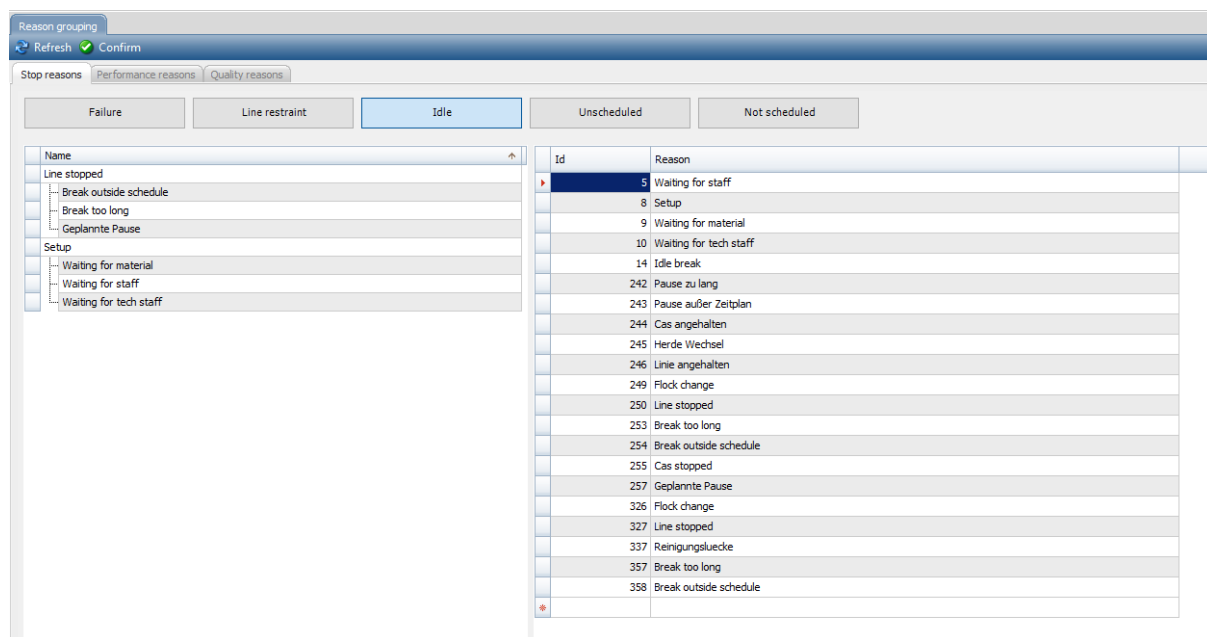 Reason grouping
Refresh Confirm
Stop reasons Performance reasons Quality reasons
Failure Line restraint Idle Unscheduled Not scheduled
Name
Line stopped
Break outside schedule
Break too long
Geplannte Pause
Setup
Waiting for material
Waiting for staff
Waiting for tech staff
Id Reason
5 Waiting for staff
8 Setup
9 Waiting for material
10 Waiting for tech staff
14 Idle break
242 Pause zu lang
243 Pause außer Zeitplan
244 Cas angehalten
245 Herde Wechsel
246 Linie angehalten
249 Flock change
250 Line stopped
253 Break too long
254 Break outside schedule
255 Cas stopped
257 Geplannte Pause
326 Flock change
327 Line stopped
337 Reinigungsluecke
357 Break too long
358 Break outside schedule